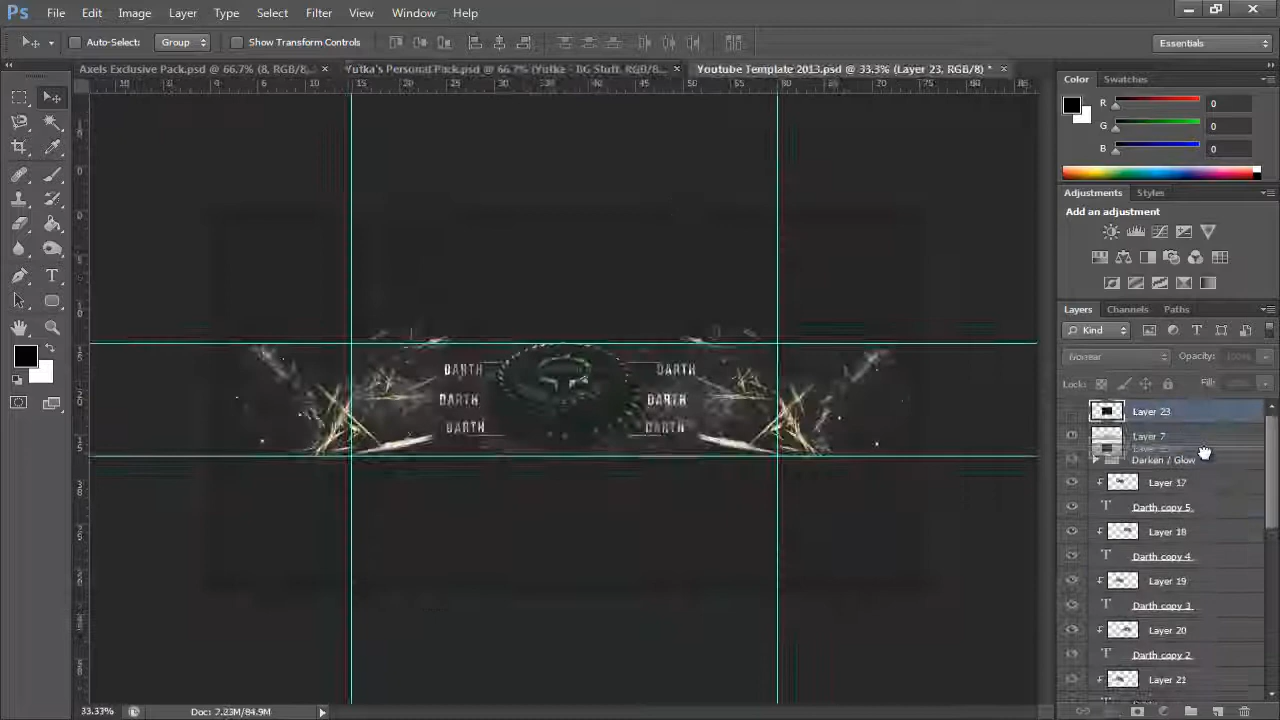 Ps File Edit Image Layer Type Select Filter View Window Help
Auto-Select: Group Show Transform Controls Essentials
Axels Exclusive Pack.psd @ 66.7% (8, RGB/8) Yutka's Personal Pack.psd @ 66.7% (Yutke - BG Stuff, RGB/8... Youtube Template 2013.psd @ 33.3% (Layer 23, RGB/8) *
Color Swatches
R 0
G 0
B 0
Adjustments Styles
Add an adjustment
Layers Channels Paths
Kind
Normal Opacity: 100%
Lock: Fill:
Layer 23
Layer 7
Darken / Glow
Layer 17
Darth copy 5
Layer 18
Darth copy 4
Layer 19
Darth copy 3
Layer 20
Darth copy 2
Layer 21
DARTH DARTH
DARTH DARTH
DARTH DARTH
33.33% Doc: 7.23M/84.9M